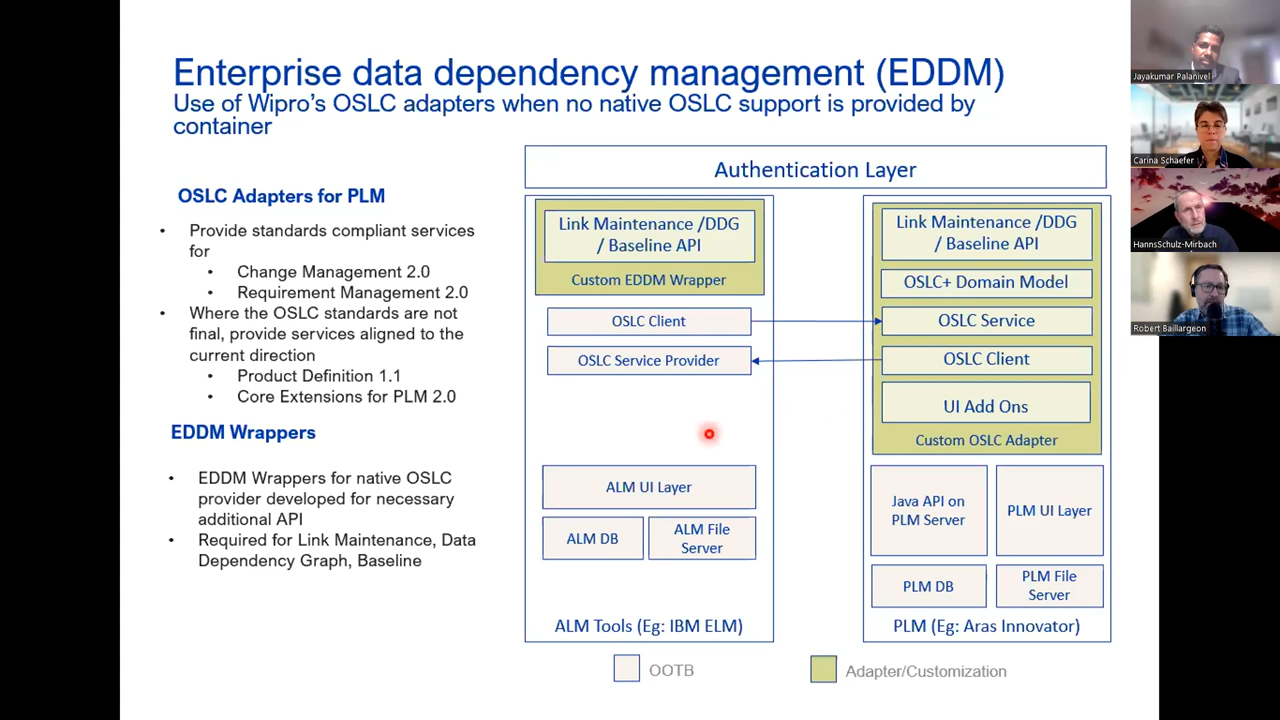 Enterprise data dependency management (EDDM)
Use of Wipro's OSLC adapters when no native OSLC support is provided by
container
OSLC Adapters for PLM
• Provide standards compliant services
for
• Change Management 2.0
• Requirement Management 2.0
• Where the OSLC standards are not
final, provide services aligned to the
current direction
• Product Definition 1.1
• Core Extensions for PLM 2.0
EDDM Wrappers
• EDDM Wrappers for native OSLC
provider developed for necessary
additional API
• Required for Link Maintenance, Data
Dependency Graph, Baseline
Authentication Layer
Link Maintenance /DDG
/ Baseline API
Custom EDDM Wrapper
OSLC Client
OSLC Service Provider
ALM UI Layer
ALM DB
ALM File
Server
ALM Tools (Eg: IBM ELM)
Link Maintenance /DDG
/ Baseline API
OSLC+ Domain Model
OSLC Service
OSLC Client
UI Add Ons
Custom OSLC Adapter
Java API on
PLM Server
PLM UI Layer
PLM DB
PLM File
Server
PLM (Eg: Aras Innovator)
OOTB
Adapter/Customization
Jayakumar Palanivel
Carina Schaefer
HannsSchulz-Mirbach
Robert Baillargeon